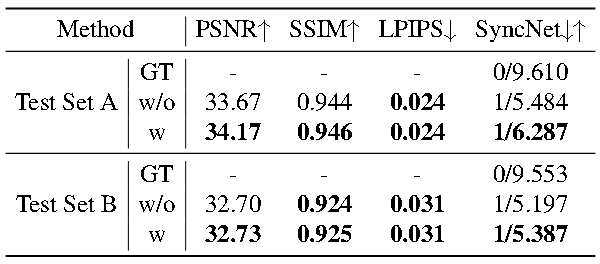 Method PSNR↑ SSIM↑ LPIPS↓ SyncNet↓↑
GT - - - 0/9.610
Test Set A w/o 33.67 0.944 0.024 1/5.484
w 34.17 0.946 0.024 1/6.287
GT - - - 0/9.553
Test Set B w/o 32.70 0.924 0.031 1/5.197
w 32.73 0.925 0.031 1/5.387